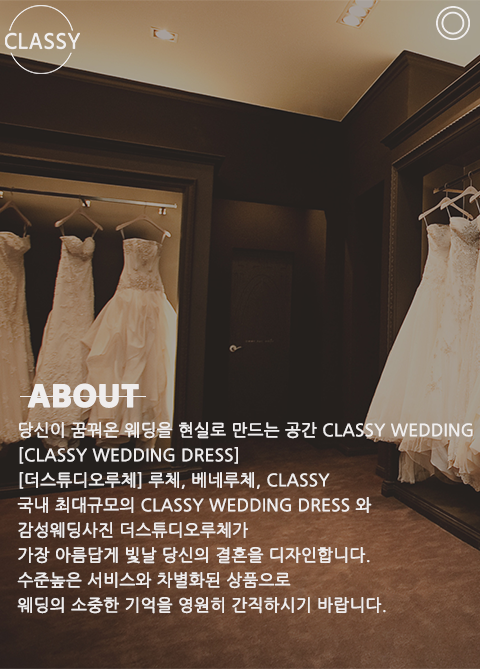 CLASSY
ABOUT
당신이 꿈꿔온 웨딩을 현실로 만드는 공간 CLASSY WEDDING
[CLASSY WEDDING DRESS]
[더스튜디오루체] 루체, 베네루체, CLASSY
국내 최대규모의 CLASSY WEDDING DRESS 와
감성웨딩사진 더스튜디오루체가
가장 아름답게 빛날 당신의 결혼을 디자인합니다.
수준높은 서비스와 차별화된 상품으로
웨딩의 소중한 기억을 영원히 간직하시기 바랍니다.